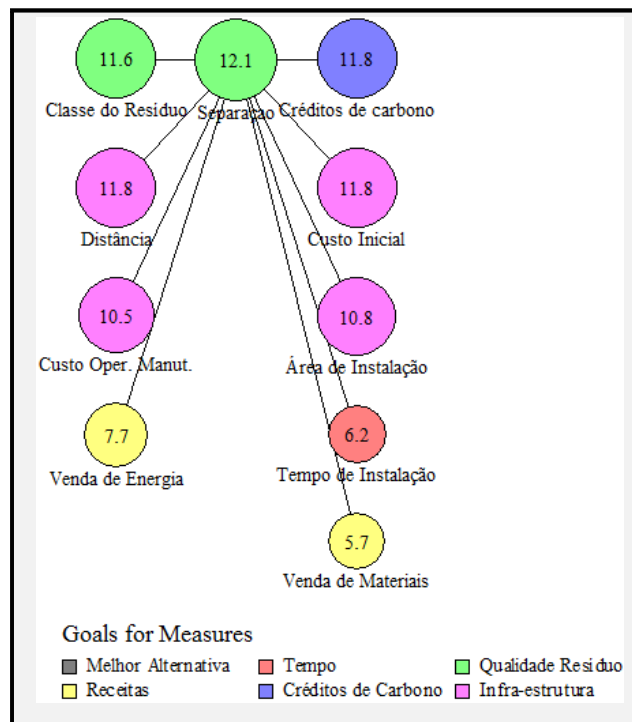 11.6 12.1 11.8
Classe do Resíduo Separaçao Créditos de carbono
11.8 11.8
Distância Custo Inicial
10.5 10.8
Custo Oper. Manut. Área de Instalação
7.7 6.2
Venda de Energia Tempo de Instalação
5.7
Venda de Materiais
Goals for Measures
Melhor Alternativa Tempo Qualidade Residuo
Receitas Créditos de Carbono Infra-estrutura